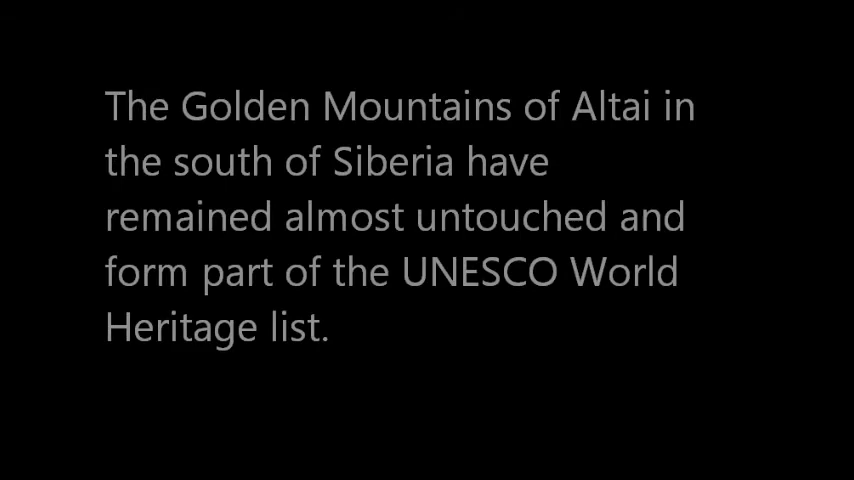 The Golden Mountains of Altai in
the south of Siberia have
remained almost untouched and
form part of the UNESCO World
Heritage list.